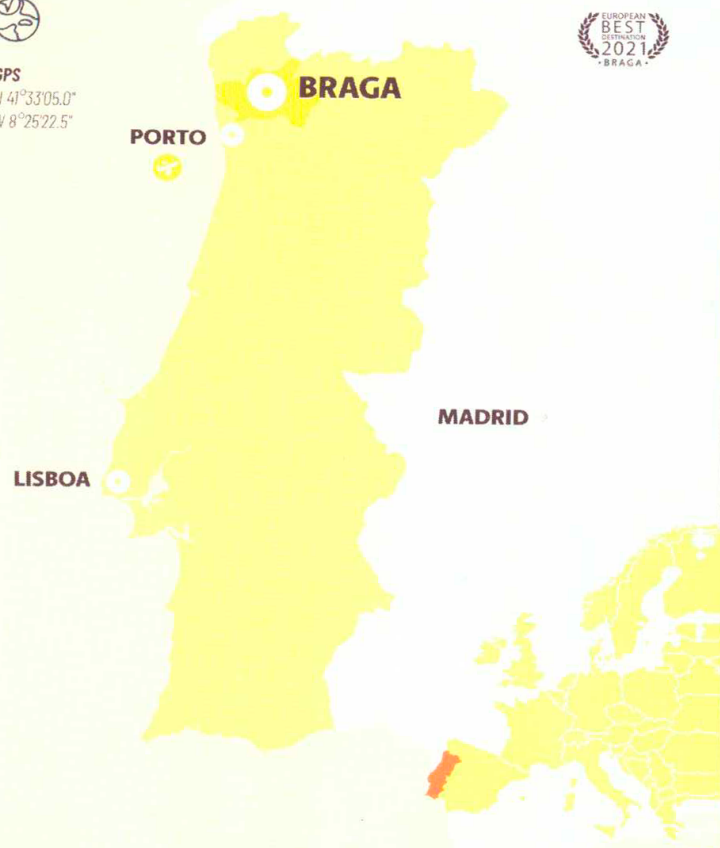 GPS
41°33'05.0"
8°25'22.5"
EUROPEAN
BEST
DESTINATION
2021
• BRAGA •
BRAGA
PORTO
MADRID
LISBOA